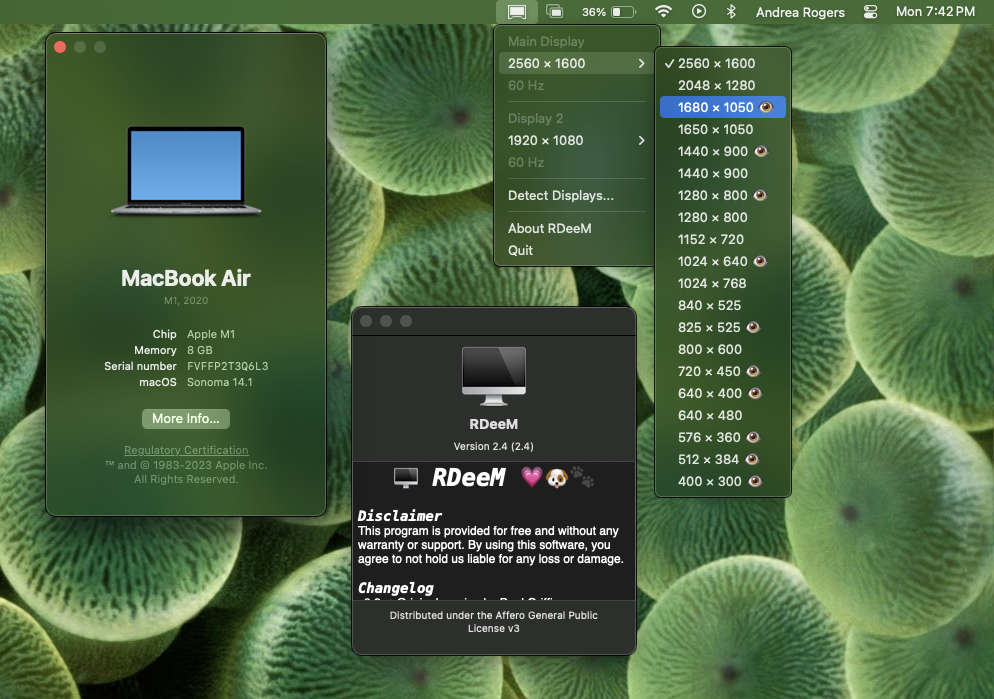 36%
Andrea Rogers
Mon 7:42 PM
MacBook Air
M1, 2020
Chip Apple M1
Memory 8 GB
Serial number FVFFP2T3Q6L3
macOS Sonoma 14.1
More Info...
Regulatory Certification
™ and © 1983-2023 Apple Inc.
All Rights Reserved.
Main Display
2560 × 1600
60 Hz
Display 2
1920 × 1080
60 Hz
Detect Displays...
About RDeeM
Quit
✓ 2560 × 1600
2048 × 1280
1680 × 1050 👁
1650 × 1050
1440 × 900 👁
1440 × 900
1280 × 800 👁
1280 × 800
1152 × 720
1024 × 640 👁
1024 × 768
840 × 525
825 × 525 👁
800 × 600
720 × 450 👁
640 × 400 👁
640 × 480
576 × 360 👁
512 × 384 👁
400 × 300 👁
RDeeM
Version 2.4 (2.4)
RDeeM
Disclaimer
This program is provided for free and without any
warranty or support. By using this software, you
agree to not hold us liable for any loss or damage.
Changelog
Distributed under the Affero General Public
License v3